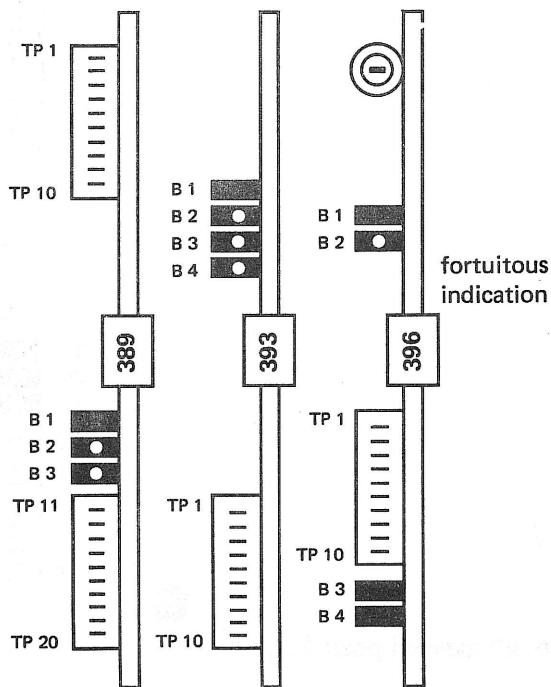 TP 1
TP 10
389
B 1
B 2
B 3
TP 11
TP 20
B 1
B 2
B 3
B 4
393
TP 1
TP 10
B 1
B 2
fortuitous
indication
396
TP 1
TP 10
B 3
B 4